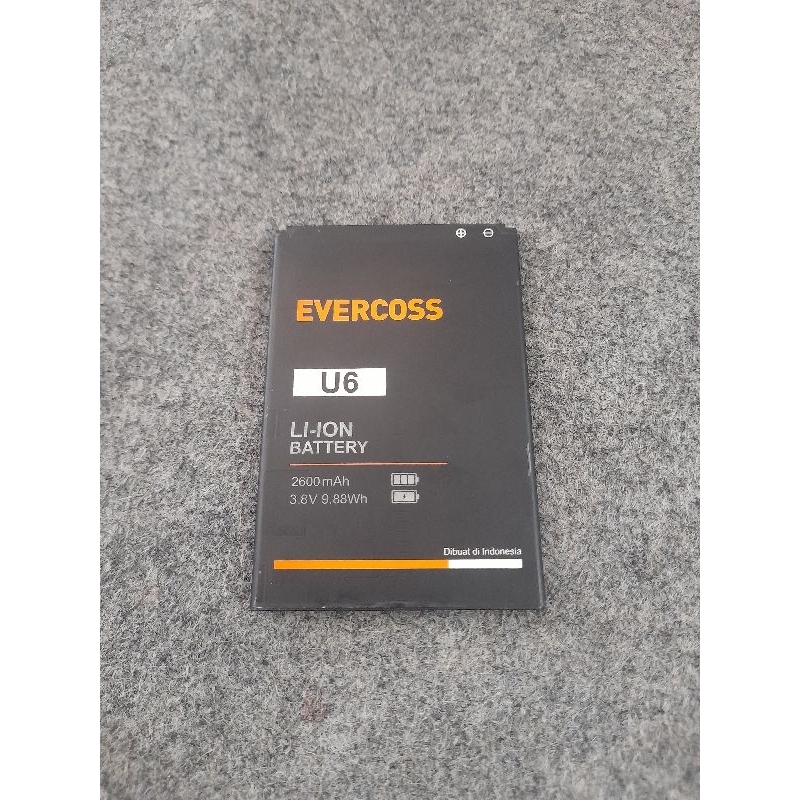 EVERCOSS
U6
LI-ION
BATTERY
2600mAh
3.8V 9.88Wh
Dibuat di Indonesia